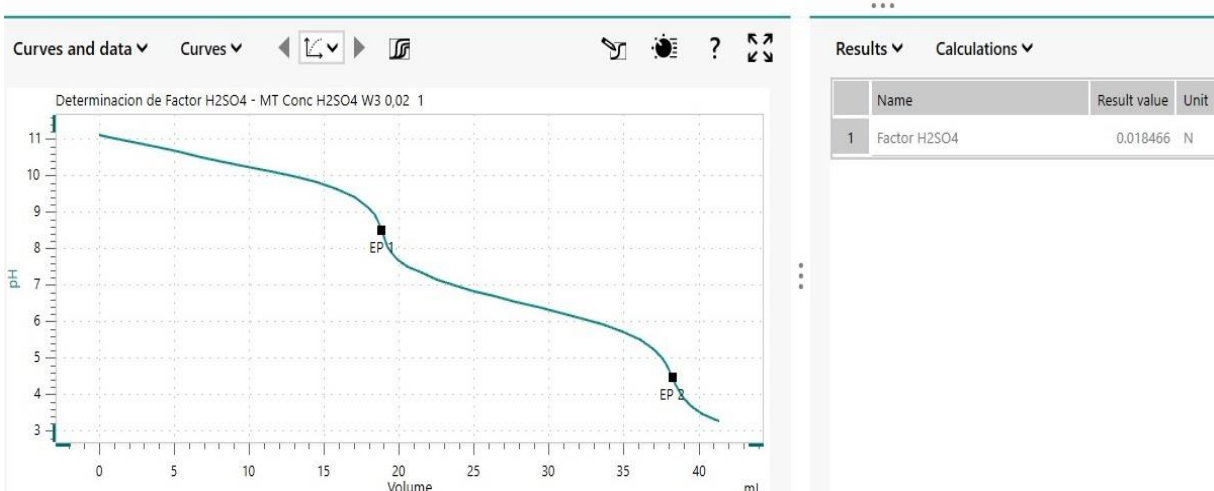 Curves and data Curves ?
Determinacion de Factor H2SO4 - MT Conc H2SO4 W3 0,02 1
11
10
9
8
7
6
5
4
3
pH
EP 1
EP 2
0 5 10 15 20 25 30 35 40
Volume mL
Results Calculations
Name Result value Unit
1 Factor H2SO4 0.018466 N